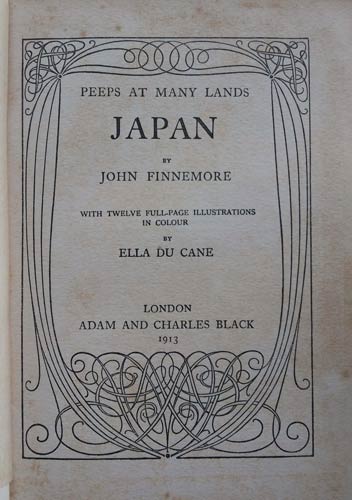 PEEPS AT MANY LANDS
JAPAN
BY
JOHN FINNEMORE
WITH TWELVE FULL-PAGE ILLUSTRATIONS
IN COLOUR
BY
ELLA DU CANE
LONDON
ADAM AND CHARLES BLACK
1913